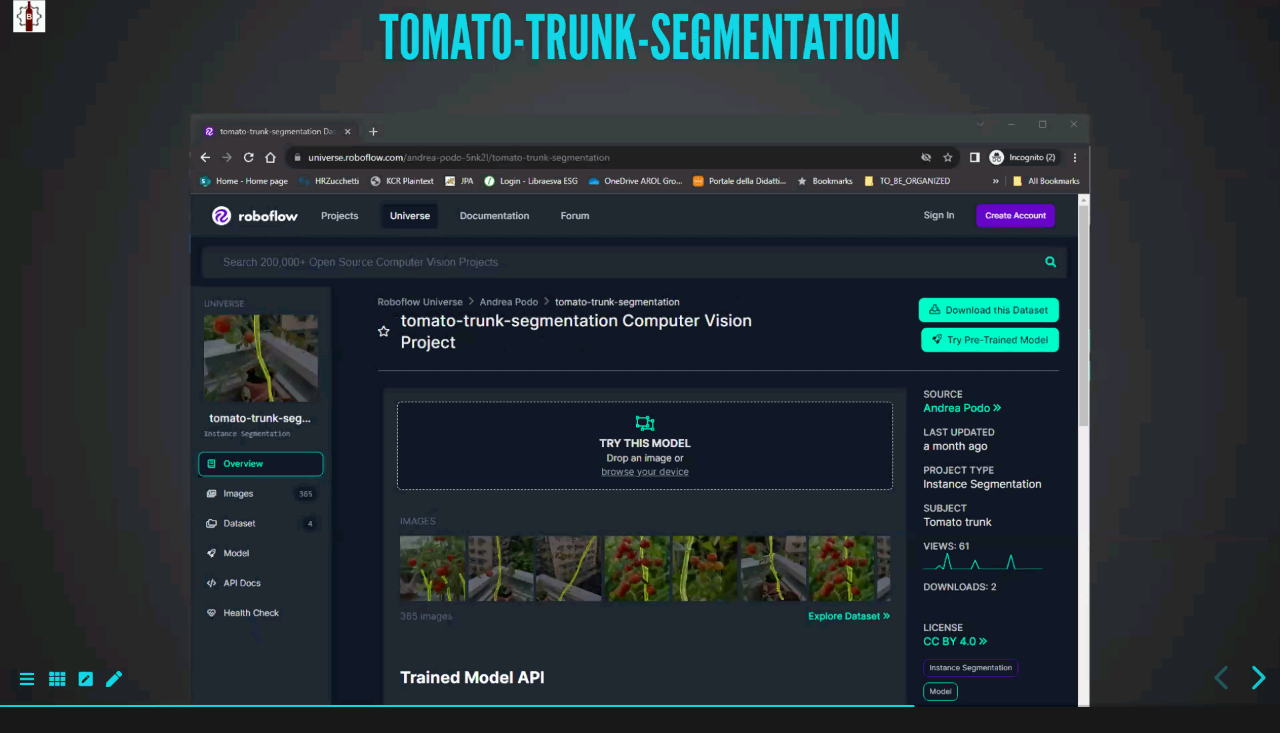 TOMATO-TRUNK-SEGMENTATION
tomato-trunk-segmentation Da
universe.roboflow.com/andrea-podo-5nk2l/tomato-trunk-segmentation
Incognito (2)
Home - Home page
HRZucchetti
KCR Plaintext
JPA
Login - Libraesva ESG
OneDrive AROL Gro...
Portale della Didatti...
Bookmarks
TO_BE_ORGANIZED
»
All Bookmarks
roboflow
Projects
Universe
Documentation
Forum
Sign In
Create Account
Search 200,000+ Open Source Computer Vision Projects
UNIVERSE
tomato-trunk-seg...
Instance Segmentation
Overview
Images 365
Dataset 4
Model
API Docs
Health Check
Roboflow Universe > Andrea Podo > tomato-trunk-segmentation
tomato-trunk-segmentation Computer Vision
Project
Download this Dataset
Try Pre-Trained Model
TRY THIS MODEL
Drop an image or
browse your device
IMAGES
365 images
Explore Dataset »
Trained Model API
SOURCE
Andrea Podo »
LAST UPDATED
a month ago
PROJECT TYPE
Instance Segmentation
SUBJECT
Tomato trunk
VIEWS: 61
DOWNLOADS: 2
LICENSE
CC BY 4.0 »
Instance Segmentation
Model